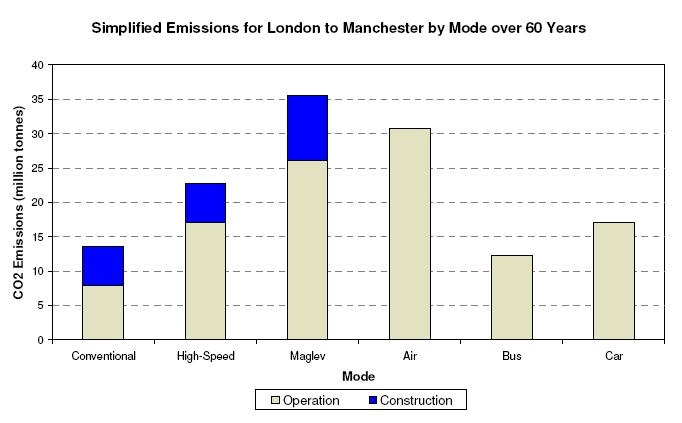 Simplified Emissions for London to Manchester by Mode over 60 Years
CO2 Emissions (million tonnes)
40
35
30
25
20
15
10
5
0
Conventional High-Speed Maglev Air Bus Car
Mode
Operation Construction